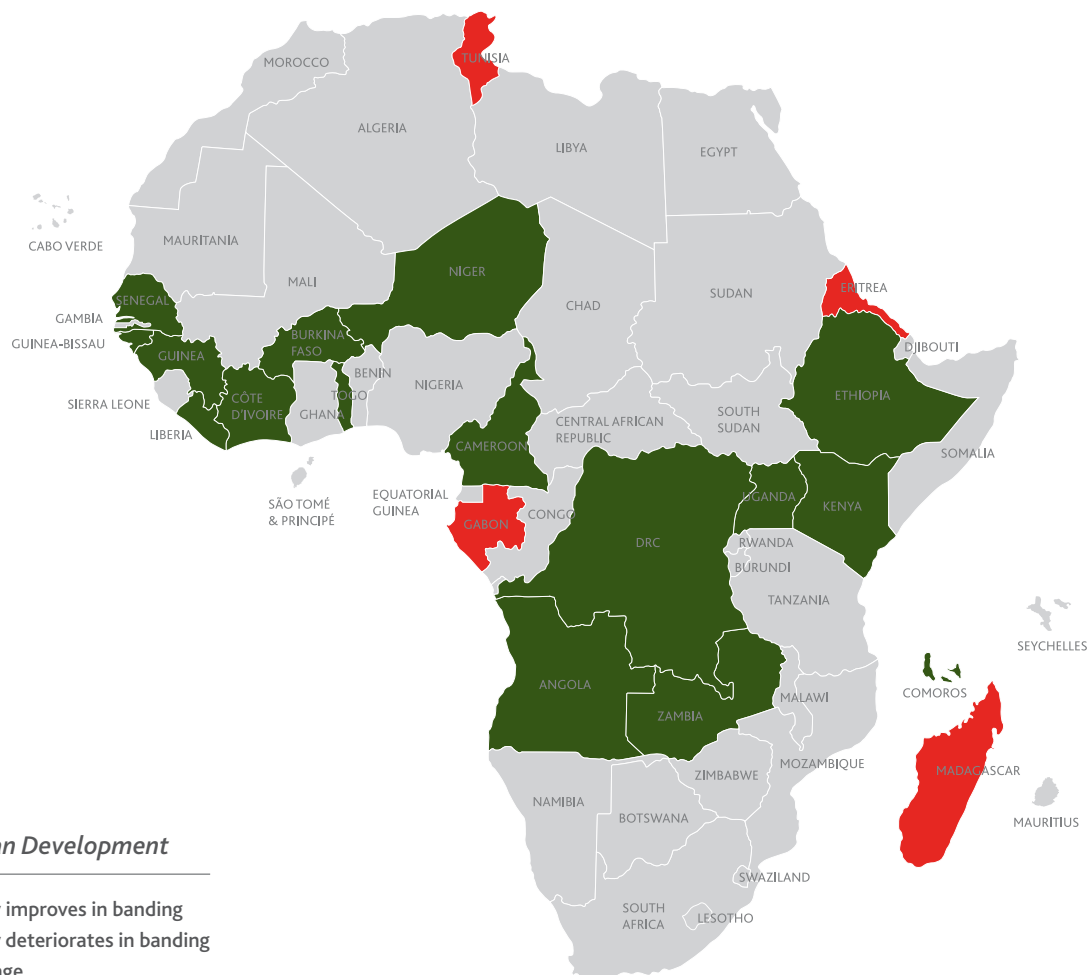 TUNISIA
MOROCCO
ALGERIA
LIBYA
EGYPT
CABO VERDE
MAURITANIA
MALI
NIGER
CHAD
SUDAN
ERITREA
SENEGAL
GAMBIA
GUINEA-BISSAU
GUINEA
BURKINA
FASO
DJIBOUTI
BENIN
NIGERIA
SIERRA LEONE
CÔTE
D'IVOIRE
GHANA
TOGO
ETHIOPIA
LIBERIA
CAMEROON
CENTRAL AFRICAN
REPUBLIC
SOUTH
SUDAN
SOMALIA
SÃO TOMÉ
& PRINCIPÉ
EQUATORIAL
GUINEA
GABON
CONGO
UGANDA
KENYA
DRC
RWANDA
BURUNDI
TANZANIA
SEYCHELLES
ANGOLA
ZAMBIA
MALAWI
COMOROS
MOZAMBIQUE
ZIMBABWE
MADAGASCAR
NAMIBIA
BOTSWANA
MAURITIUS
SWAZILAND
SOUTH
AFRICA
LESOTHO
Development
improves in banding
deteriorates in banding